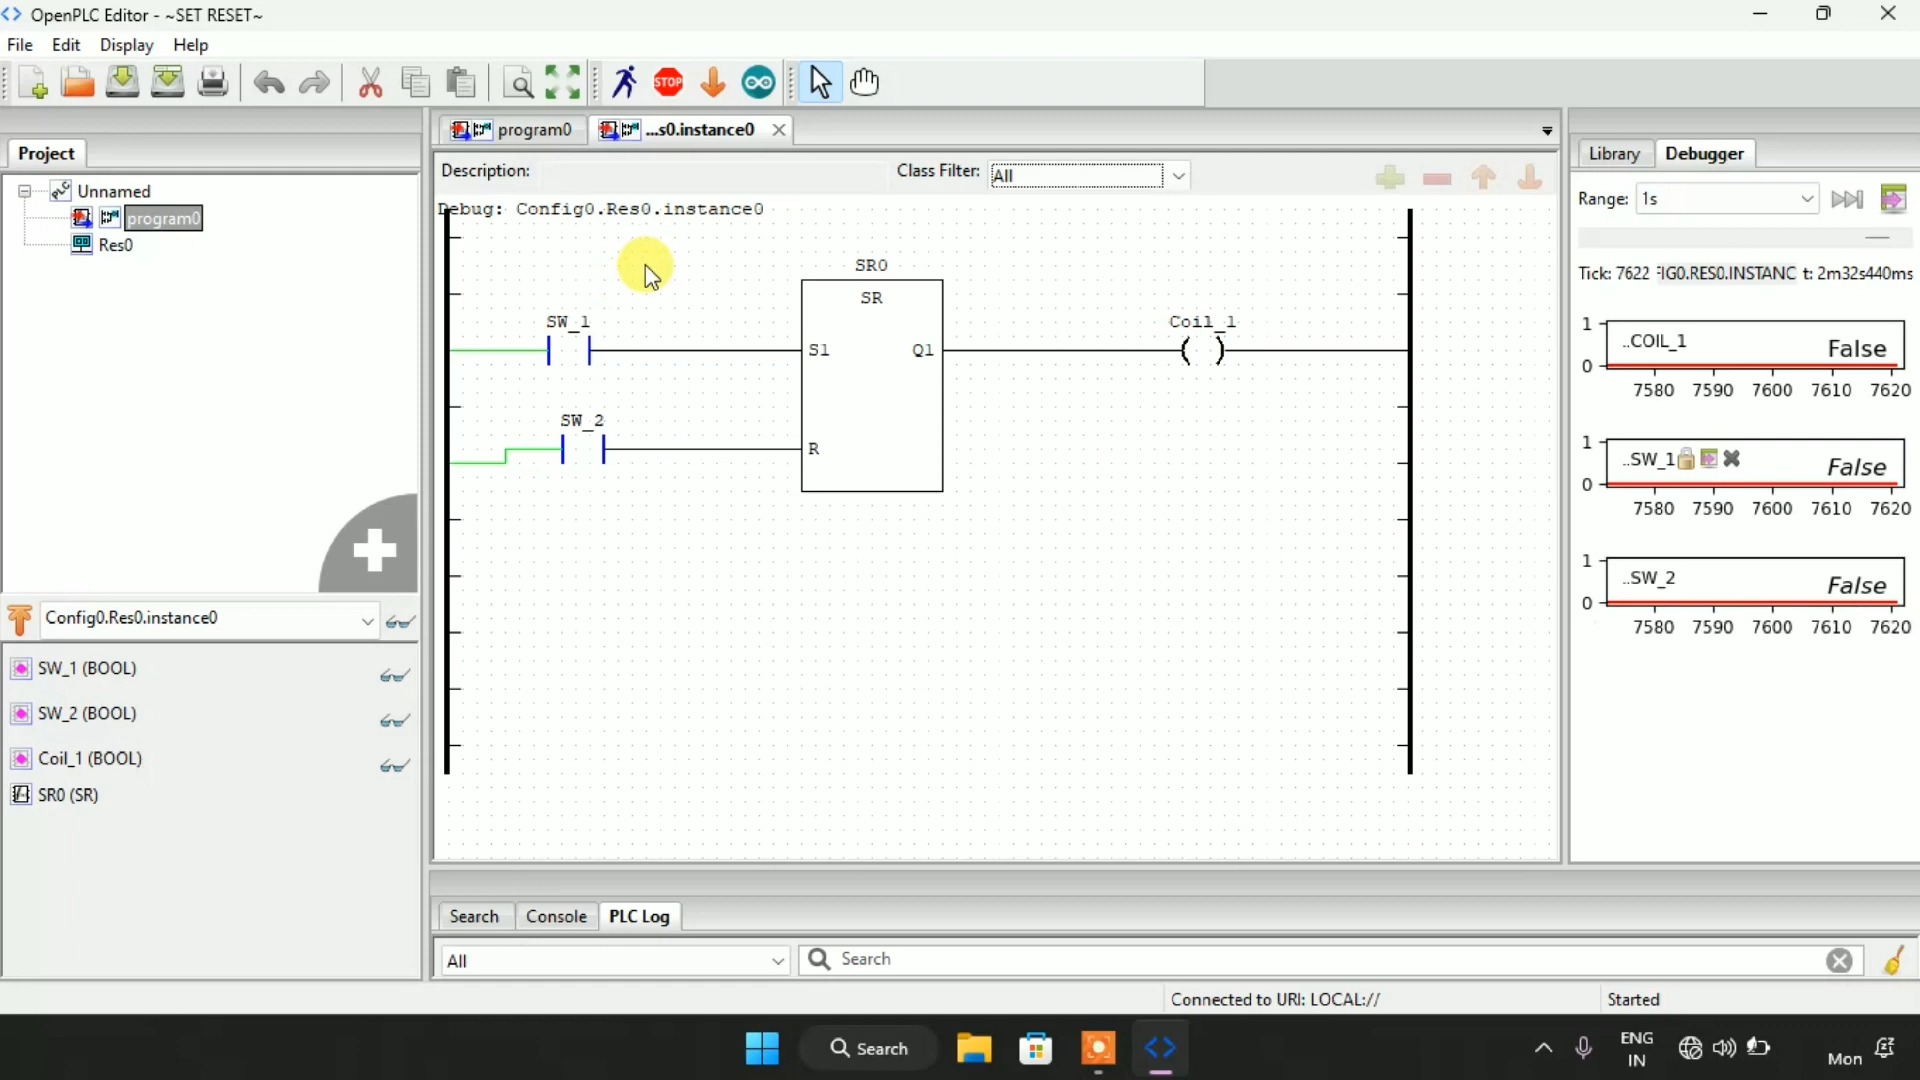 OpenPLC Editor - ~SET RESET~
File Edit Display Help
STOP
Project
program0
...s0.instance0
Library
Debugger
Unnamed
program0
Res0
Description:
Class Filter:
All
Debug: Config0.Res0.instance0
SR0
SR
SW_1
S1
Q1
Coil_1
SW_2
R
Range:
1s
Tick: 7622
IG0.RES0.INSTANC
t: 2m32s440ms
1
..COIL_1
False
0
7580 7590 7600 7610 7620
1
..SW_1
False
0
7580 7590 7600 7610 7620
1
..SW_2
False
0
7580 7590 7600 7610 7620
Config0.Res0.instance0
SW_1 (BOOL)
SW_2 (BOOL)
Coil_1 (BOOL)
SR0 (SR)
Search
Console
PLC Log
All
Search
Connected to URI: LOCAL://
Started
Search
ENG
IN
Mon